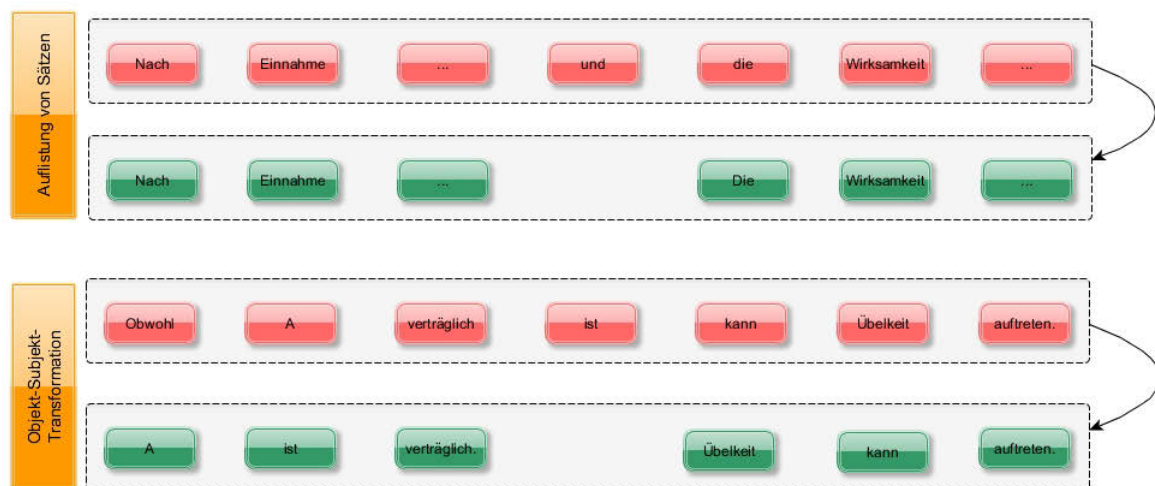 Auflistung von Sätzen
Nach Einnahme ... und die Wirksamkeit ...
Nach Einnahme ... Die Wirksamkeit ...
Objekt-Subjekt-
Transformation
Obwohl A verträglich ist kann Übelkeit auftreten.
A ist verträglich. Übelkeit kann auftreten.